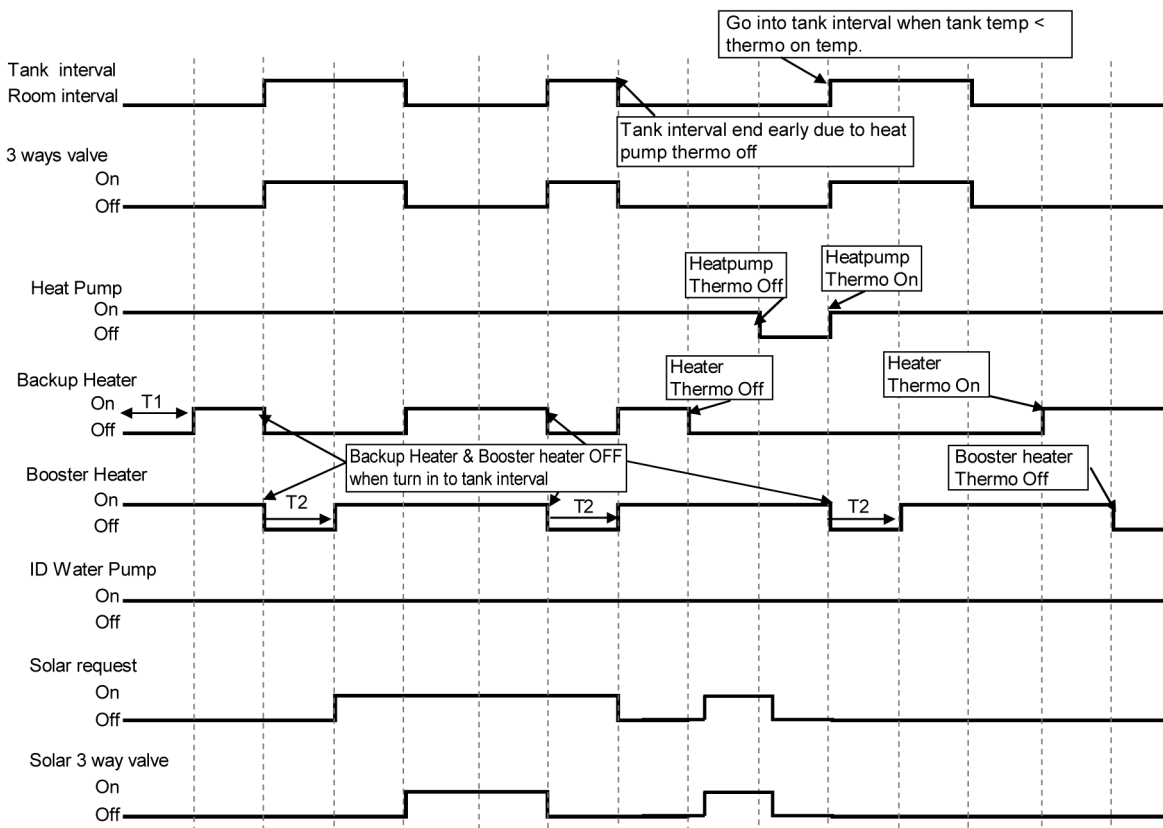 Go into tank interval when tank temp <
thermo on temp.
Tank interval
Room interval
Tank interval end early due to heat
pump thermo off
3 ways valve
On
Off
Heatpump
Thermo Off
Heatpump
Thermo On
Heat Pump
On
Off
Heater
Thermo Off
Heater
Thermo On
Backup Heater
On
T1
Off
Backup Heater & Booster heater OFF
when turn in to tank interval
Booster heater
Thermo Off
Booster Heater
On
T2
T2
T2
Off
ID Water Pump
On
Off
Solar request
On
Off
Solar 3 way valve
On
Off